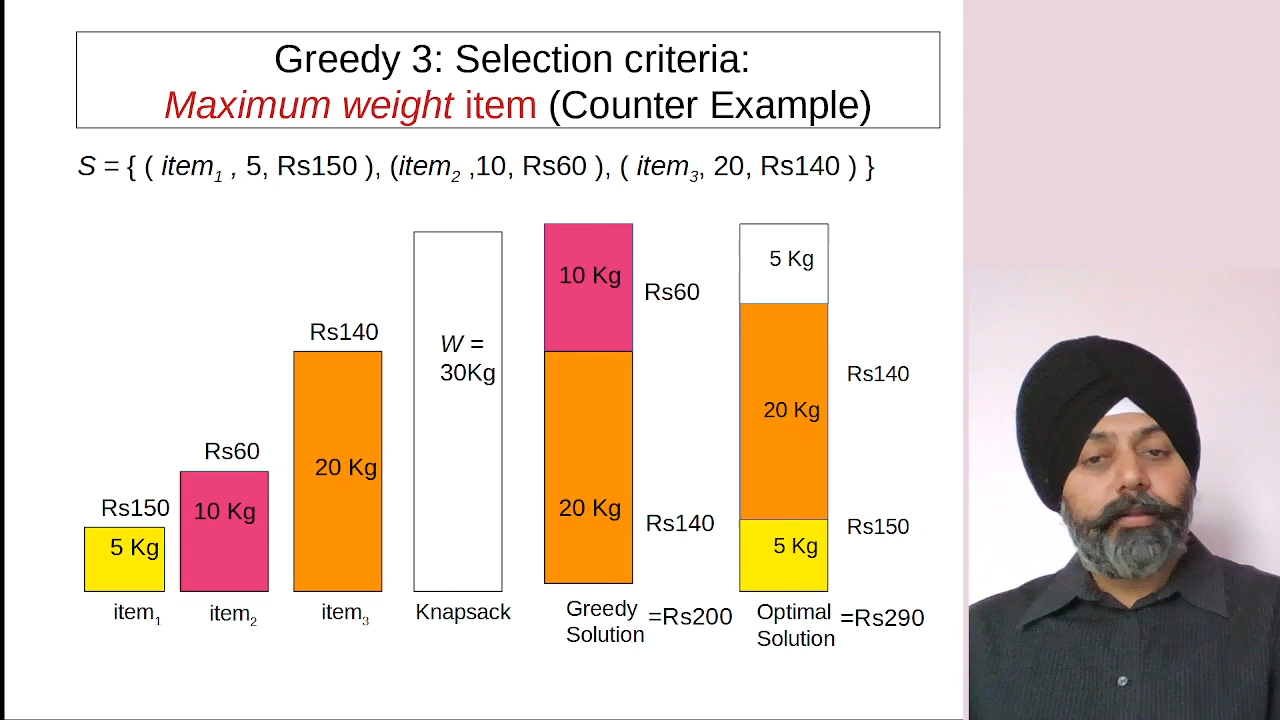 Greedy 3: Selection criteria:
Maximum weight item (Counter Example)
S = { ( item1 , 5, Rs150 ), (item2 ,10, Rs60 ), ( item3, 20, Rs140 ) }
Rs150
5 Kg
item1
Rs60
10 Kg
item2
Rs140
20 Kg
item3
W =
30Kg
Knapsack
10 Kg
Rs60
20 Kg
Rs140
Greedy
Solution
=Rs200
5 Kg
20 Kg
Rs140
5 Kg
Rs150
Optimal
Solution
=Rs290